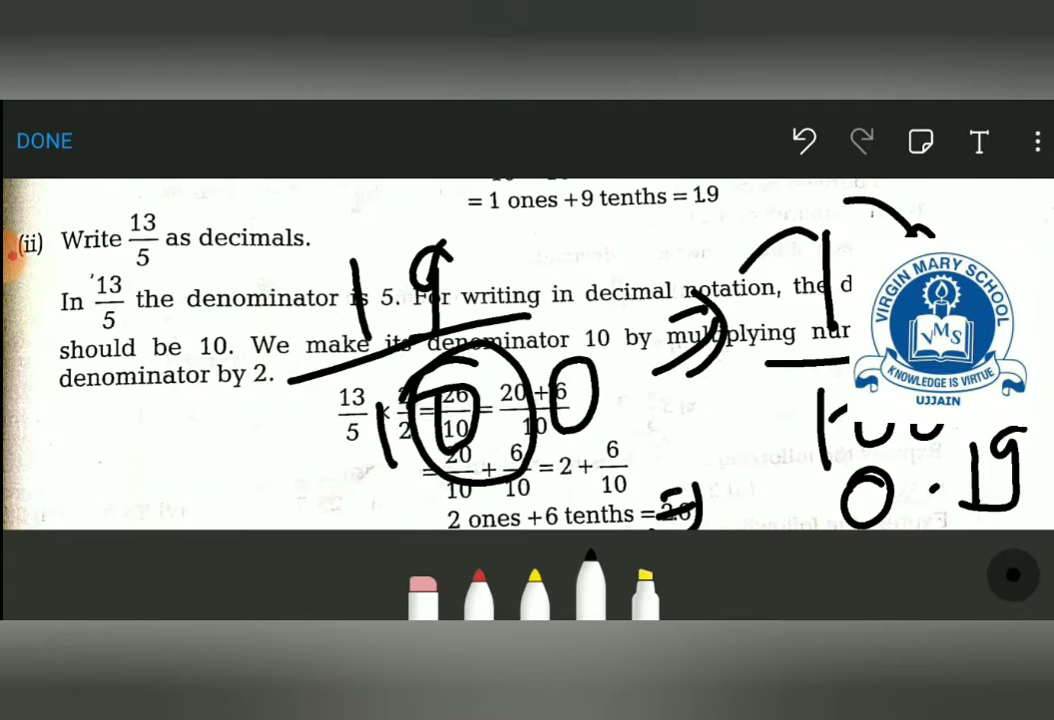 DONE
T
= 1 ones + 9 tenths = 1.9
(ii) Write 13/5 as decimals.
In 13/5 the denominator is 5. For writing in decimal notation, the d
should be 10. We make its denominator 10 by multiplying nur
denominator by 2.
13/5 × 2/2 = 26/10 = 20 + 6/10
= 20/10 + 6/10 = 2 + 6/10
2 ones + 6 tenths =
19
100
0.19
VIRGIN MARY SCHOOL
VMS
KNOWLEDGE IS VIRTUE
UJJAIN